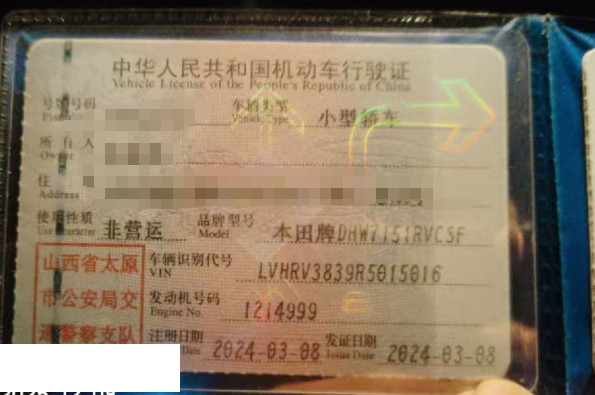 中华人民共和国机动车行驶证
Vehicle License of the People's Republic of China
号牌号码 车辆类型 小型轿车
Plate Vehicle Type
所有人
Owner
住址
Address
使用性质 非营运 品牌型号 本田牌DHW7151RVCSF
Use Character Model
山西省太原 车辆识别代号 LVHRV3839R5015016
VIN
市公安局交 发动机号码 1214999
Engine No.
通警察支队 注册日期 2024-03-08 发证日期 2024-03-08
Date Issue Date